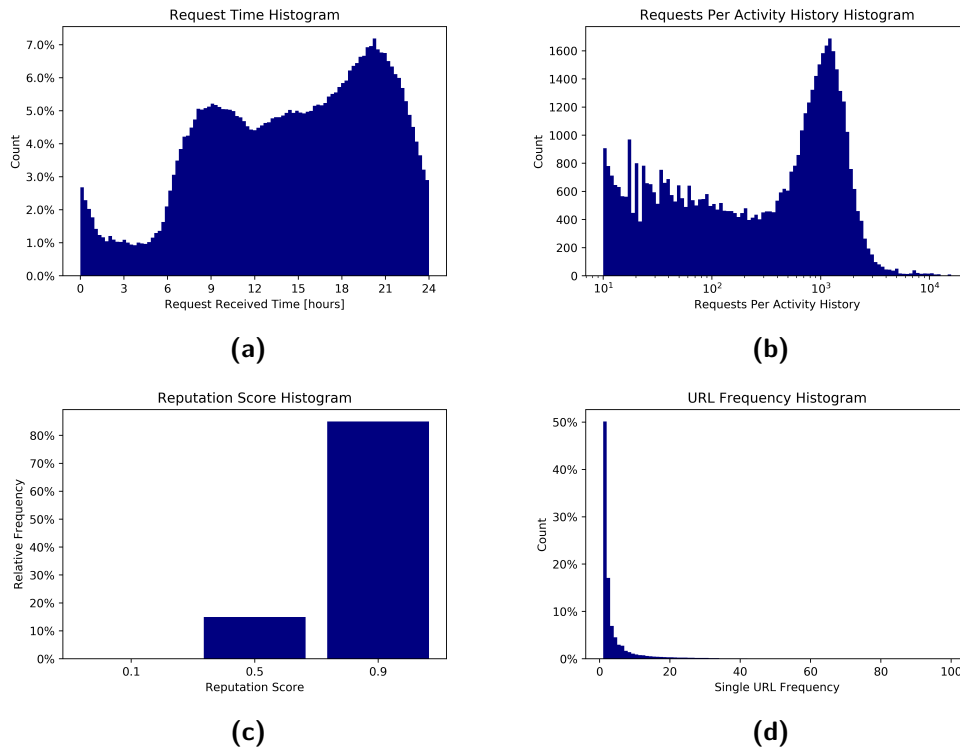 Request Time Histogram
7.0%
6.0%
5.0%
4.0%
3.0%
2.0%
1.0%
0.0%
Count
0 3 6 9 12 15 18 21 24
Request Received Time [hours]
(a)
Requests Per Activity History Histogram
1600
1400
1200
1000
800
600
400
200
0
Count
10¹ 10² 10³ 10⁴
Requests Per Activity History
(b)
Reputation Score Histogram
80%
70%
60%
50%
40%
30%
20%
10%
0%
Relative Frequency
0.1 0.5 0.9
Reputation Score
(c)
URL Frequency Histogram
50%
40%
30%
20%
10%
0%
Count
0 20 40 60 80 100
Single URL Frequency
(d)